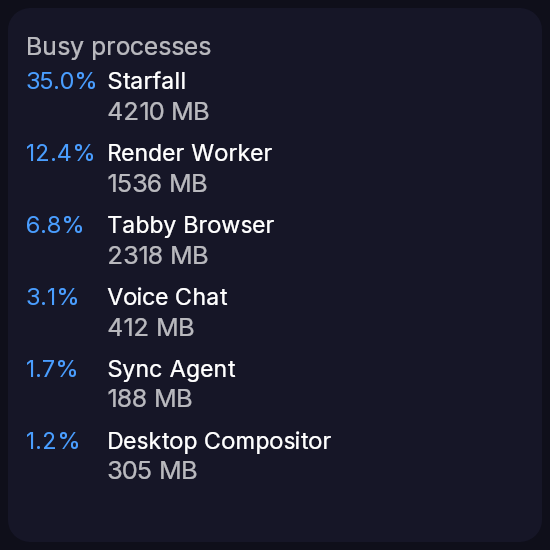 Busy processes
35.0% Starfall
4210 MB
12.4% Render Worker
1536 MB
6.8% Tabby Browser
2318 MB
3.1% Voice Chat
412 MB
1.7% Sync Agent
188 MB
1.2% Desktop Compositor
305 MB